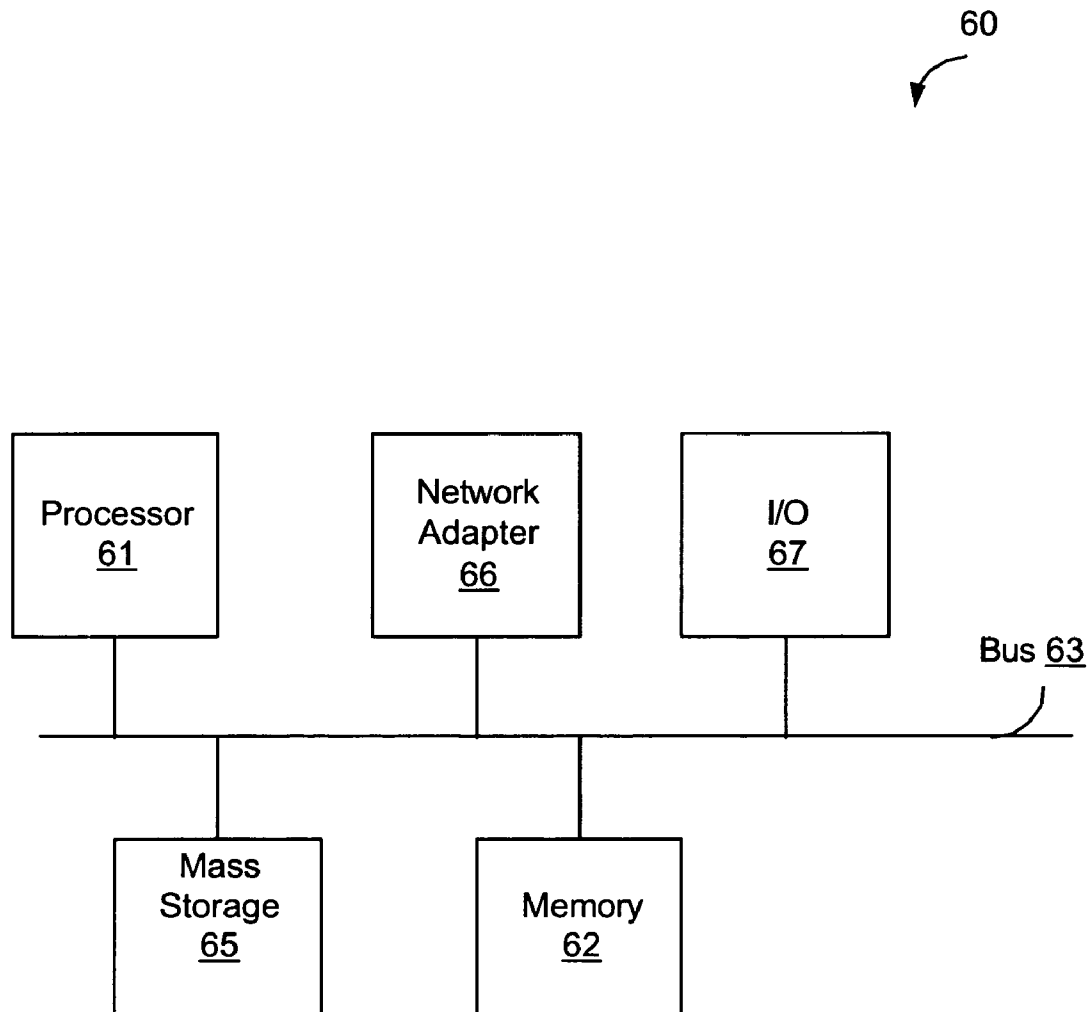 60
Processor
61
Network
Adapter
66
I/O
67
Bus 63
Mass
Storage
65
Memory
62